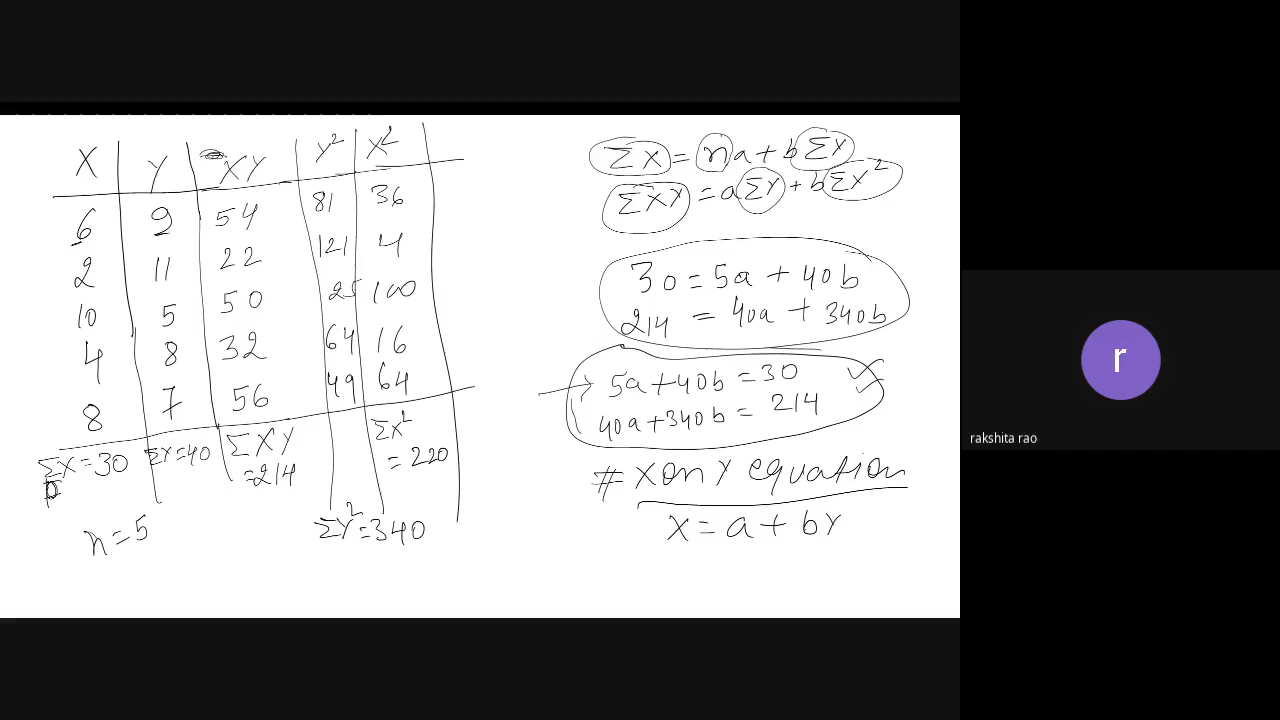 X Y XY Y² X²
6 9 54 81 36
2 11 22 121 4
10 5 50 25 100
4 8 32 64 16
8 7 56 49 64
ΣX=30 ΣY=40 ΣXY=214 ΣX²=220
ΣY²=340
n=5
ΣX = na+bΣY
ΣXY = aΣY+bΣX²
30=5a+40b
214 = 40a+340b
5a+40b=30
40a+340b=214
# X on Y equation
X=a+bY
r
rakshita rao